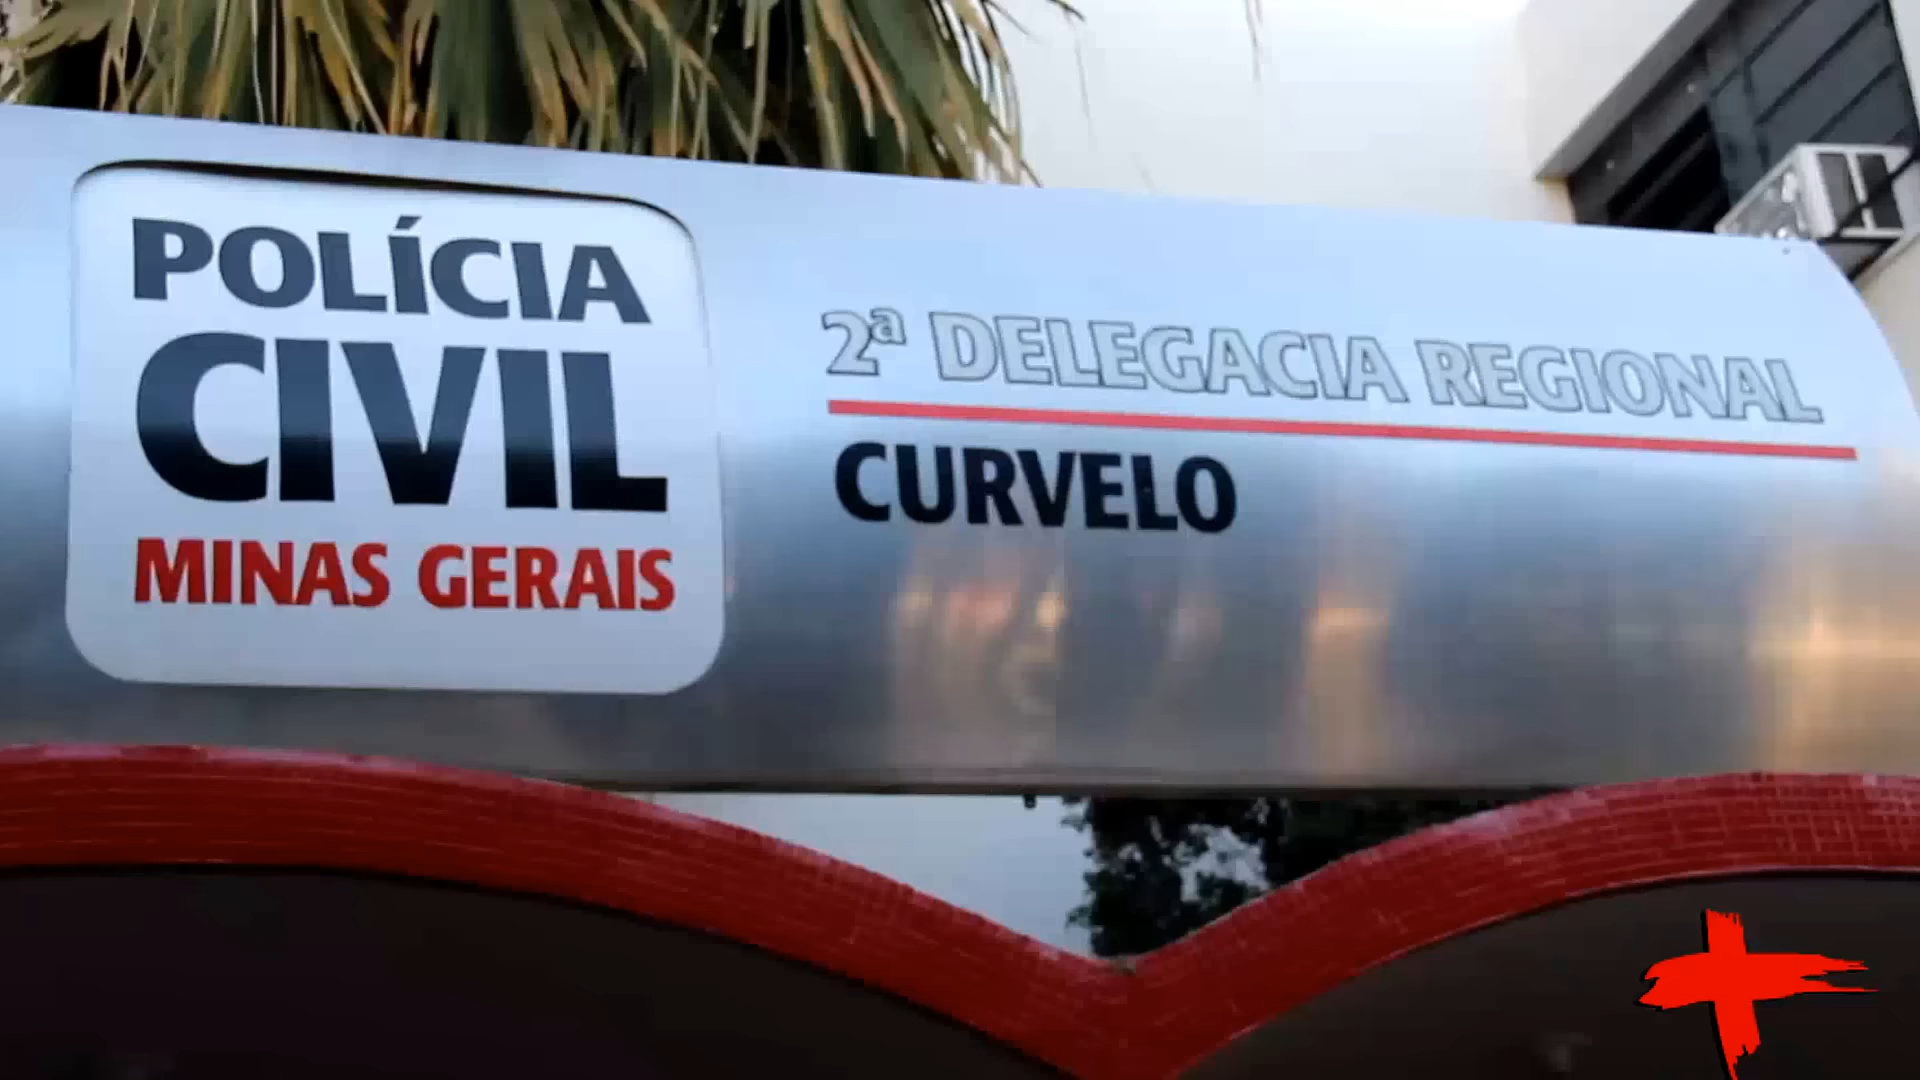 POLÍCIA
CIVIL
MINAS GERAIS
2ª DELEGACIA REGIONAL
CURVELO